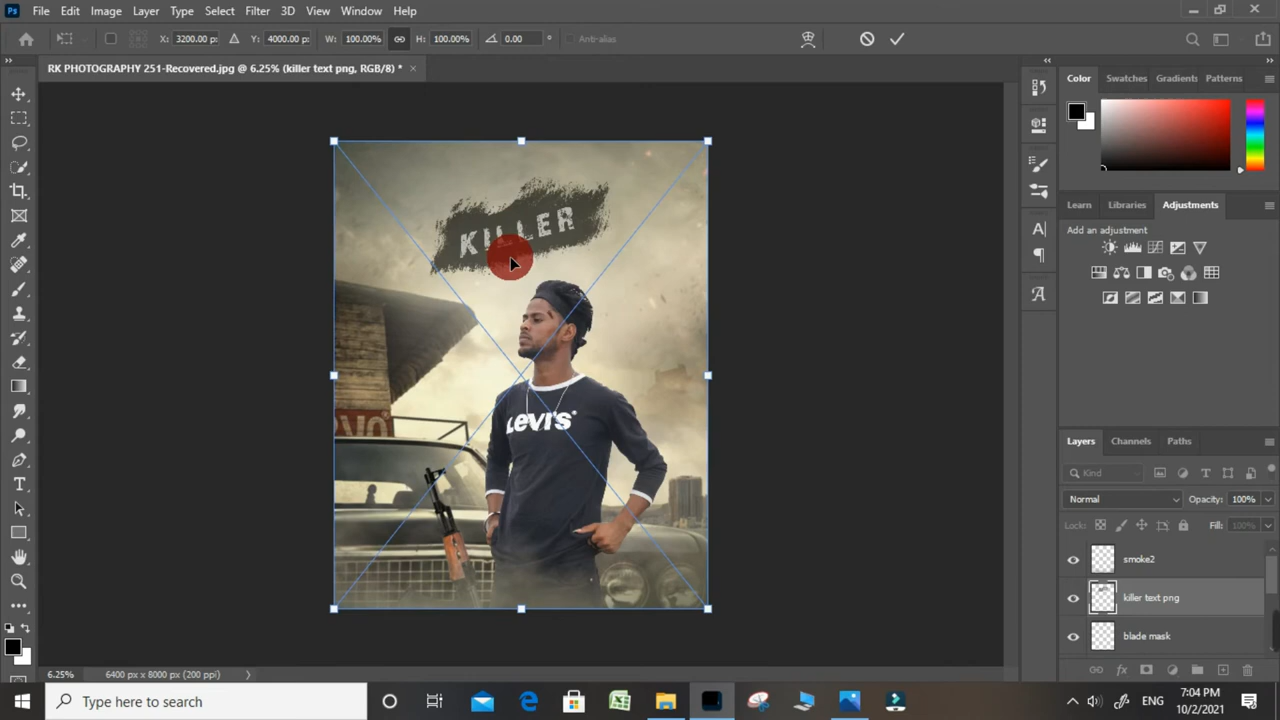 Ps File Edit Image Layer Type Select Filter 3D View Window Help
X: 3200.00 px Y: 4000.00 px W: 100.00% H: 100.00% 0.00 ° Anti-alias
RK PHOTOGRAPHY 251-Recovered.jpg @ 6.25% (killer text png, RGB/8) * ×
Color Swatches Gradients Patterns
Learn Libraries Adjustments
Add an adjustment
KILLER
Levi's
Layers Channels Paths
Kind
Normal Opacity: 100%
Lock: Fill: 100%
smoke2
killer text png
blade mask
6.25% 6400 px x 8000 px (200 ppi)
Type here to search
ENG
7:04 PM
10/2/2021